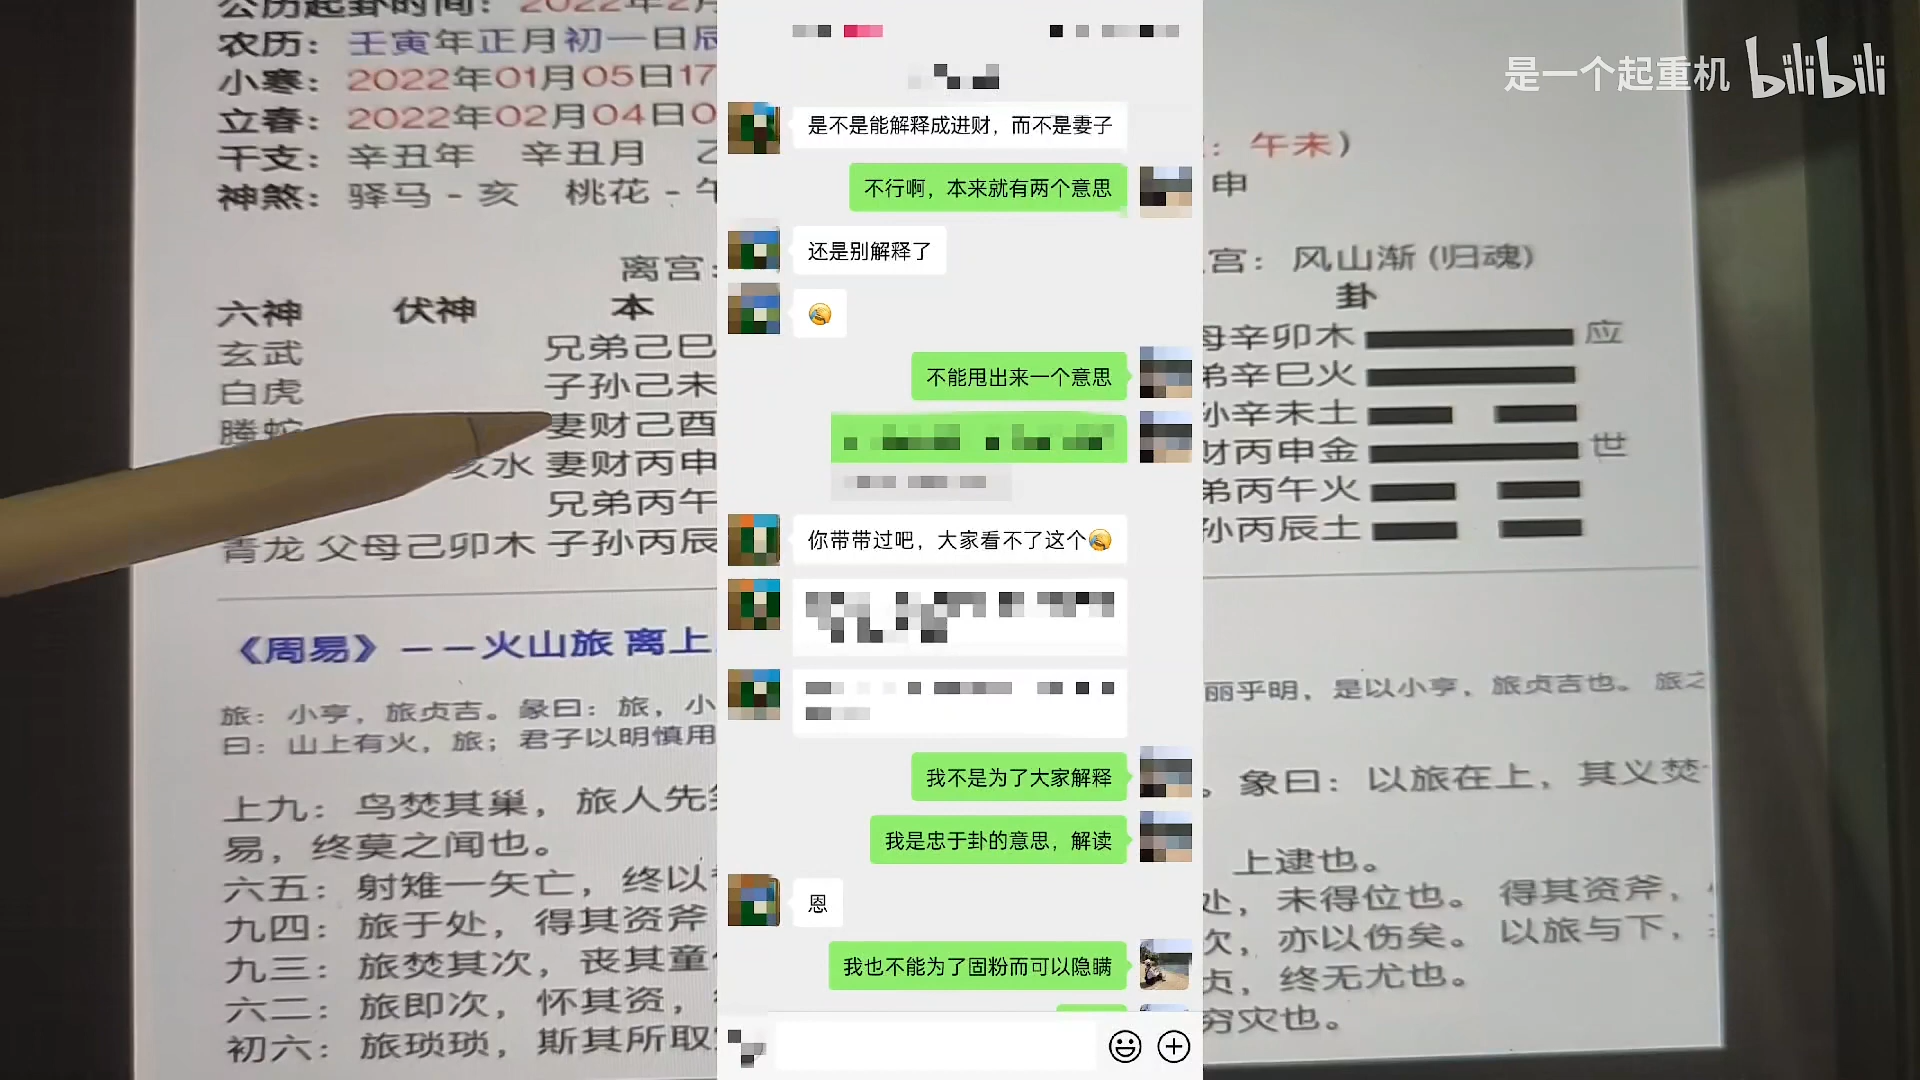 公历起卦时间：2022年2月
农历：壬寅年正月初一日辰
小寒：2022年01月05日17
立春：2022年02月04日0
干支：辛丑年 辛丑月 乙
神煞：驿马-亥 桃花-午
离宫：
六神 伏神 本
玄武 兄弟己巳
白虎 子孙己未
腾蛇 妻财己酉
亥水 妻财丙申
兄弟丙午
青龙 父母己卯木 子孙丙辰
《周易》--火山旅 离上
旅：小亨，旅贞吉。彖曰：旅，小
曰：山上有火，旅；君子以明慎用
上九：鸟焚其巢，旅人先
易，终莫之闻也。
六五：射雉一矢亡，终以
九四：旅于处，得其资斧
九三：旅焚其次，丧其童
六二：旅即次，怀其资，
初六：旅琐琐，斯其所取
是不是能解释成进财，而不是妻子
不行啊，本来就有两个意思
还是别解释了
不能甩出来一个意思
你带带过吧，大家看不了这个
我不是为了大家解释
我是忠于卦的意思，解读
恩
我也不能为了固粉而可以隐瞒
是一个起重机 bilibili
：午未）
申
宫：风山渐（归魂）
卦
母辛卯木 应
弟辛巳火
孙辛未土
财丙申金 世
弟丙午火
孙丙辰土
丽乎明，是以小亨，旅贞吉也。旅之
。象曰：以旅在上，其义焚
上逮也。
处，未得位也。得其资斧，
次，亦以伤矣。以旅与下，
贞，终无尤也。
穷灾也。